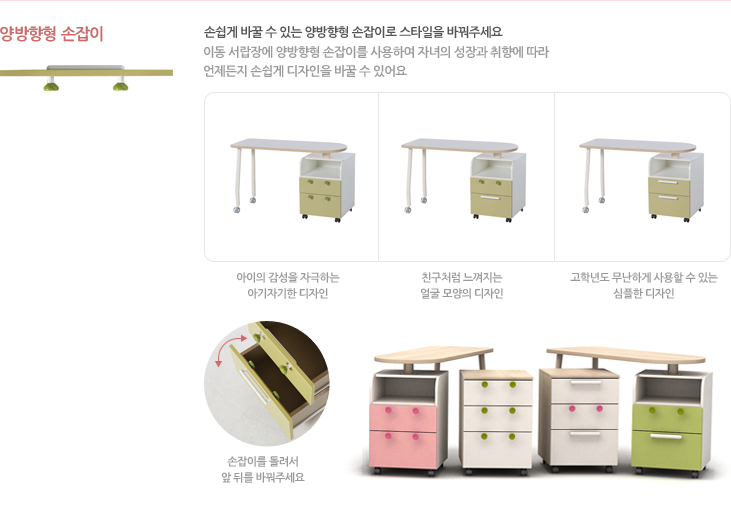 양방향형 손잡이
손쉽게 바꿀 수 있는 양방향형 손잡이로 스타일을 바꿔주세요
이동 서랍장에 양방향형 손잡이를 사용하여 자녀의 성장과 취향에 따라
언제든지 손쉽게 디자인을 바꿀 수 있어요
아이의 감성을 자극하는
아기자기한 디자인
친구처럼 느껴지는
얼굴 모양의 디자인
고학년도 무난하게 사용할 수 있는
심플한 디자인
손잡이를 돌려서
앞 뒤를 바꿔주세요